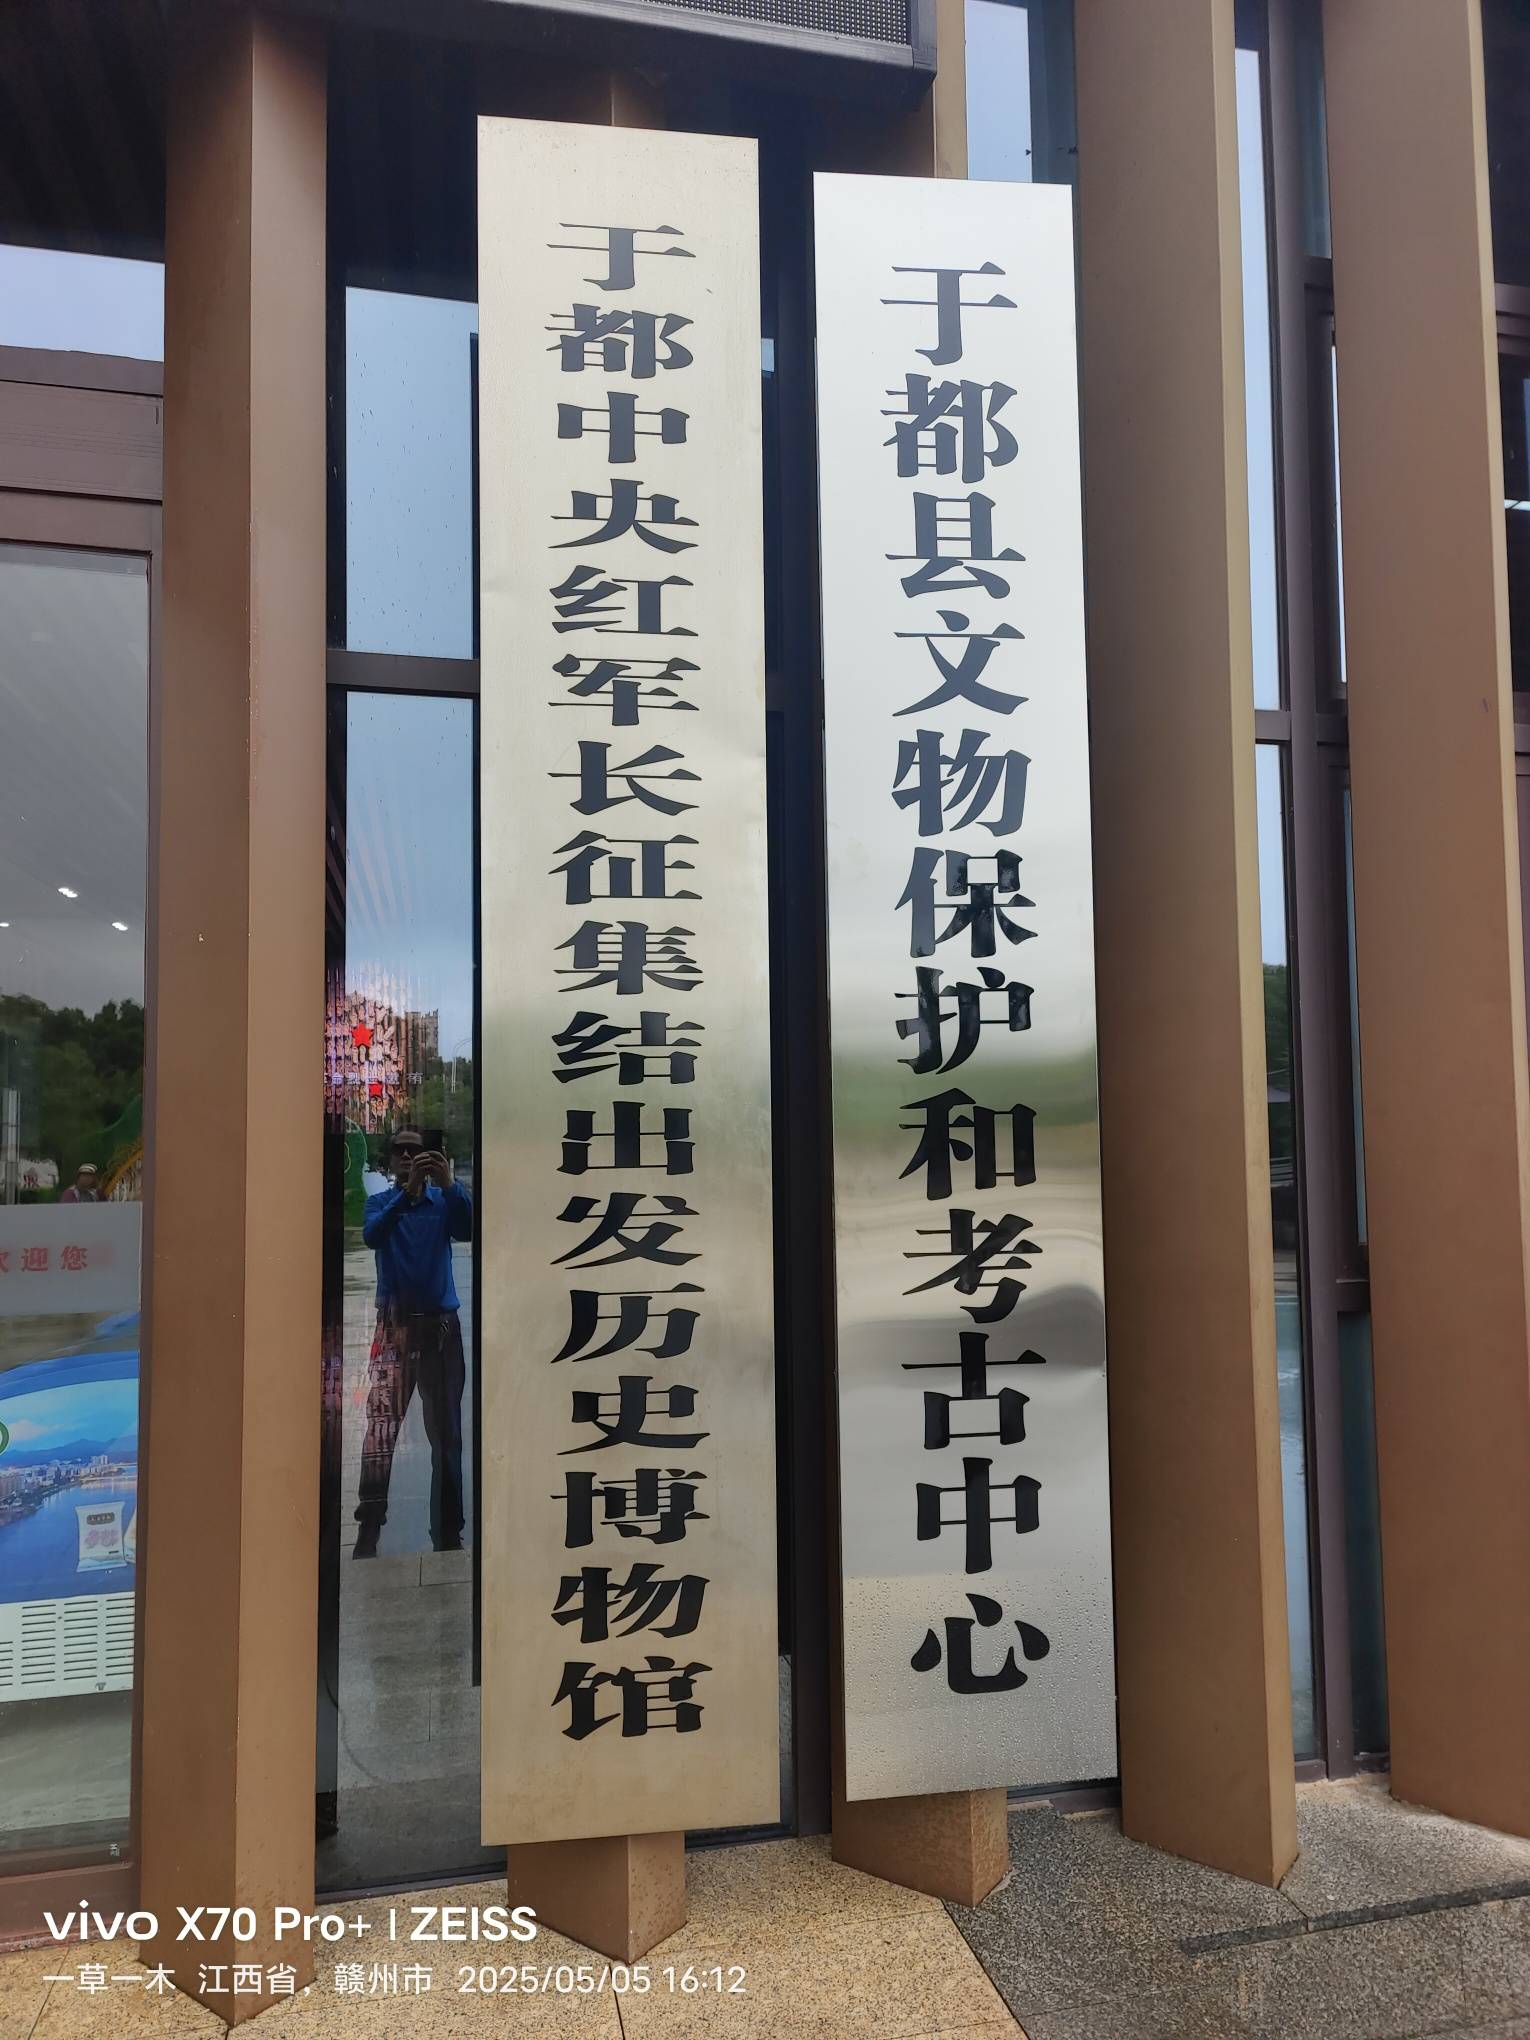 于都中央红军长征集结出发历史博物馆
于都县文物保护和考古中心
迎您
vivo X70 Pro+ | ZEISS
一草一木 江西省，赣州市 2025/05/05 16:12